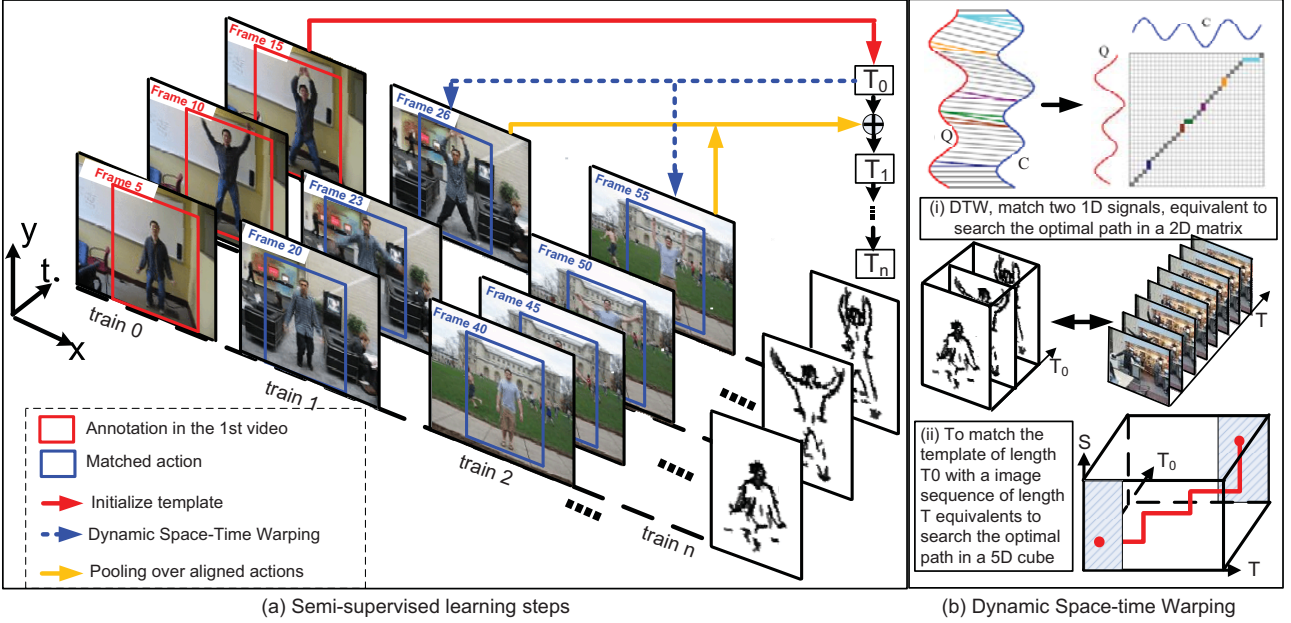 Frame 15
Frame 10
Frame 5
Frame 26
Frame 23
Frame 20
Frame 55
Frame 50
Frame 45
Frame 40
T0
T1
Tn
y
t.
x
train 0
train 1
train 2
train n
Annotation in the 1st video
Matched action
Initialize template
Dynamic Space-Time Warping
Pooling over aligned actions
(a) Semi-supervised learning steps
Q
C
C
Q
(i) DTW, match two 1D signals, equivalent to
search the optimal path in a 2D matrix
T0
T
(ii) To match the
template of length
T0 with a image
sequence of length
T equivalents to
search the optimal
path in a 5D cube
S
T0
T
(b) Dynamic Space-time Warping